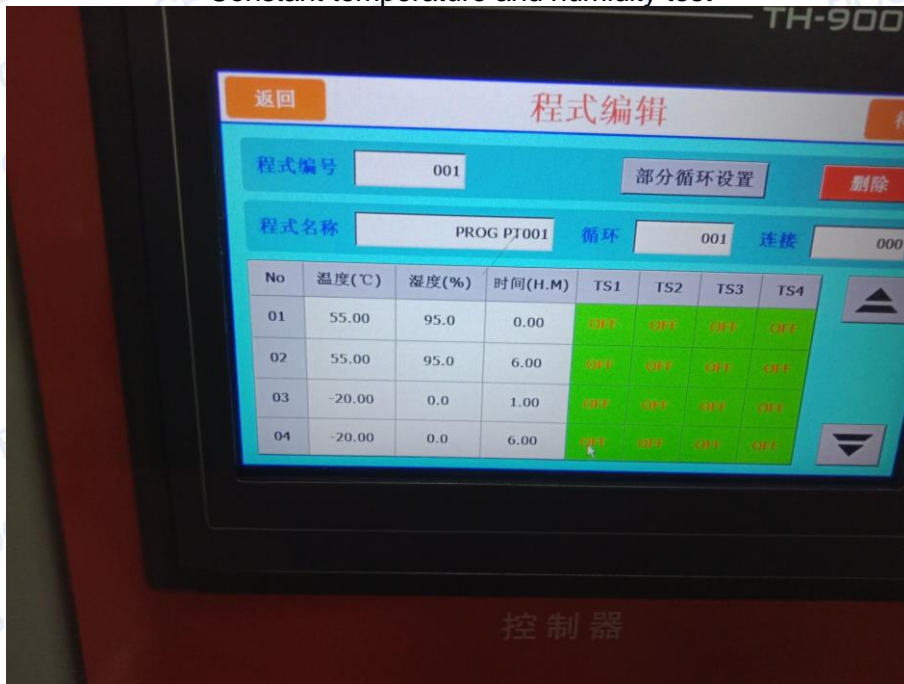 Constant temperature and humidity test
TH-900
返回 程式编辑
程式编号 001 部分循环设置 删除
程式名称 PROG PT001 循环 001 连接 000
No 温度(℃) 湿度(%) 时间(H.M) TS1 TS2 TS3 TS4
01 55.00 95.0 0.00 OFF OFF OFF OFF
02 55.00 95.0 6.00 OFF OFF OFF OFF
03 -20.00 0.0 1.00 OFF OFF OFF OFF
04 -20.00 0.0 6.00 OFF OFF OFF OFF
控制器